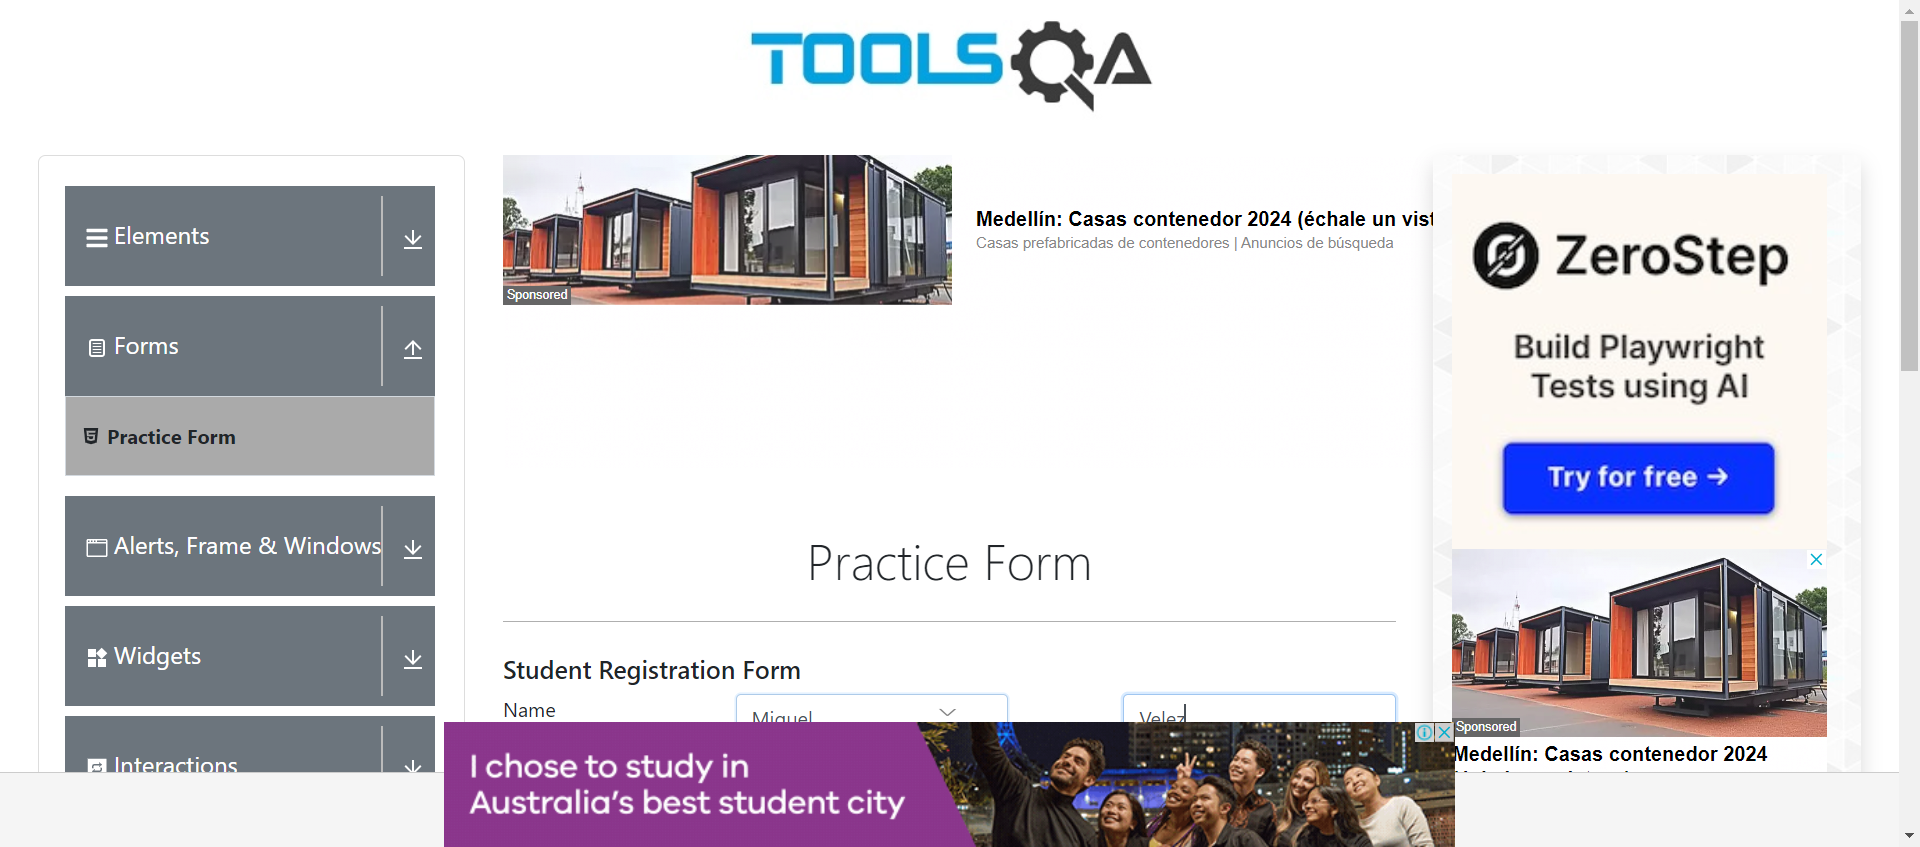 TOOLSQA
Elements
Forms
Practice Form
Alerts, Frame & Windows
Widgets
Interactions
Sponsored
Medellín: Casas contenedor 2024 (échale un vist
Casas prefabricadas de contenedores | Anuncios de búsqueda
Practice Form
Student Registration Form
Name
Miguel
Velez
ZeroStep
Build Playwright
Tests using AI
Try for free →
Sponsored
Medellín: Casas contenedor 2024
I chose to study in
Australia's best student city